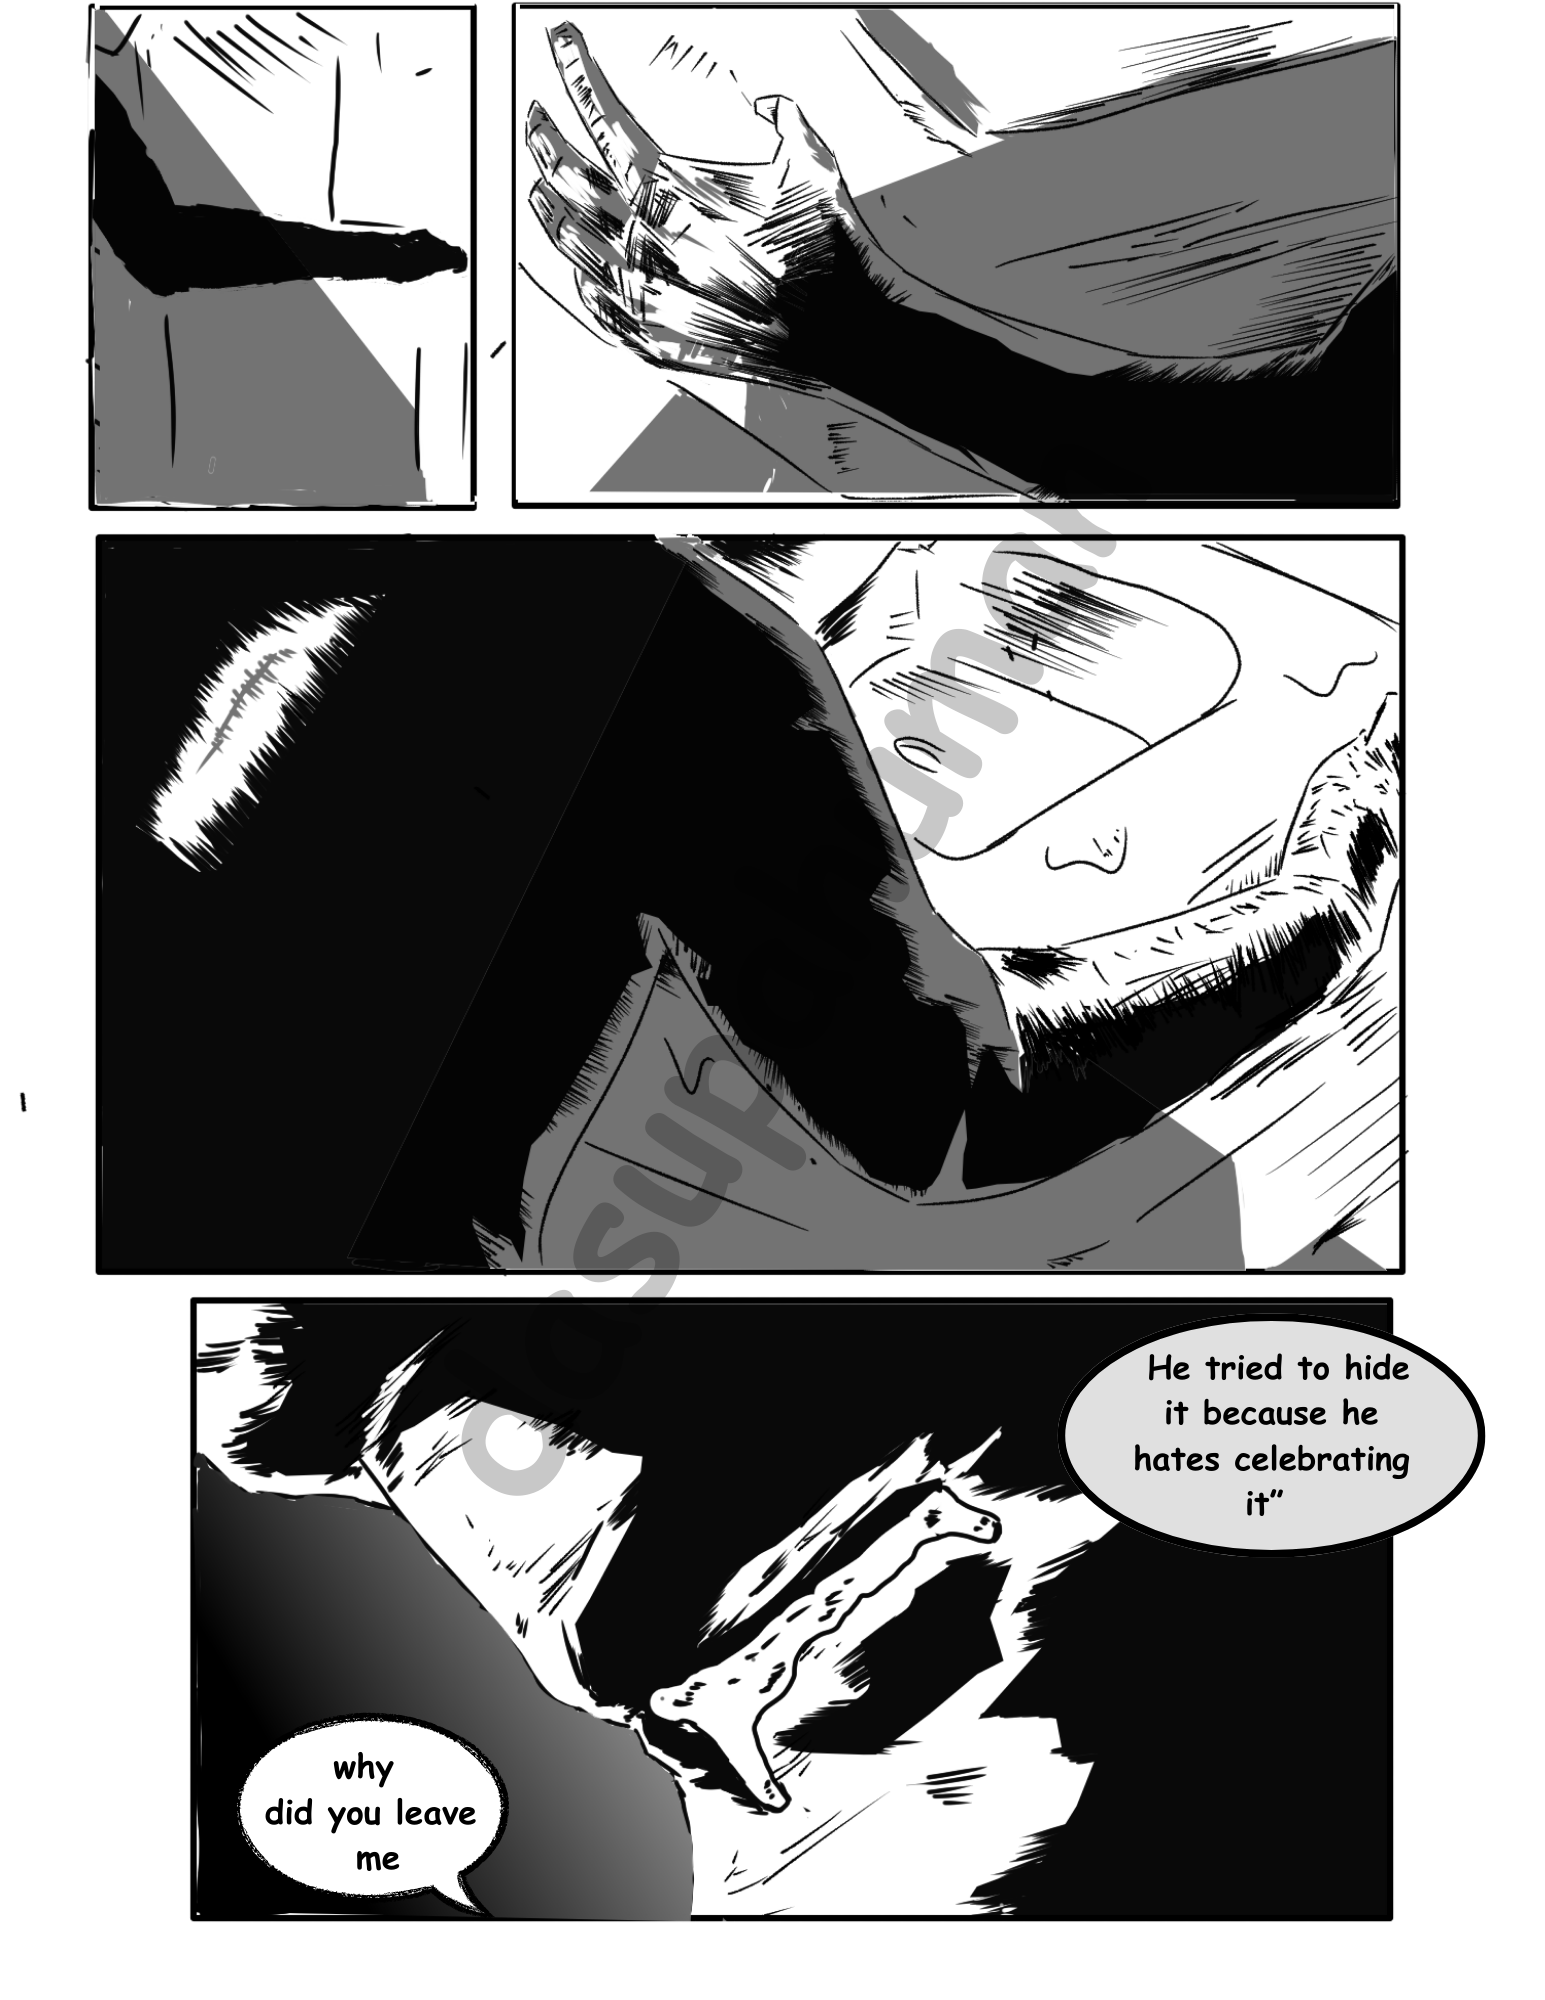 He tried to hide
it because he
hates celebrating
it”
why
did you leave
me